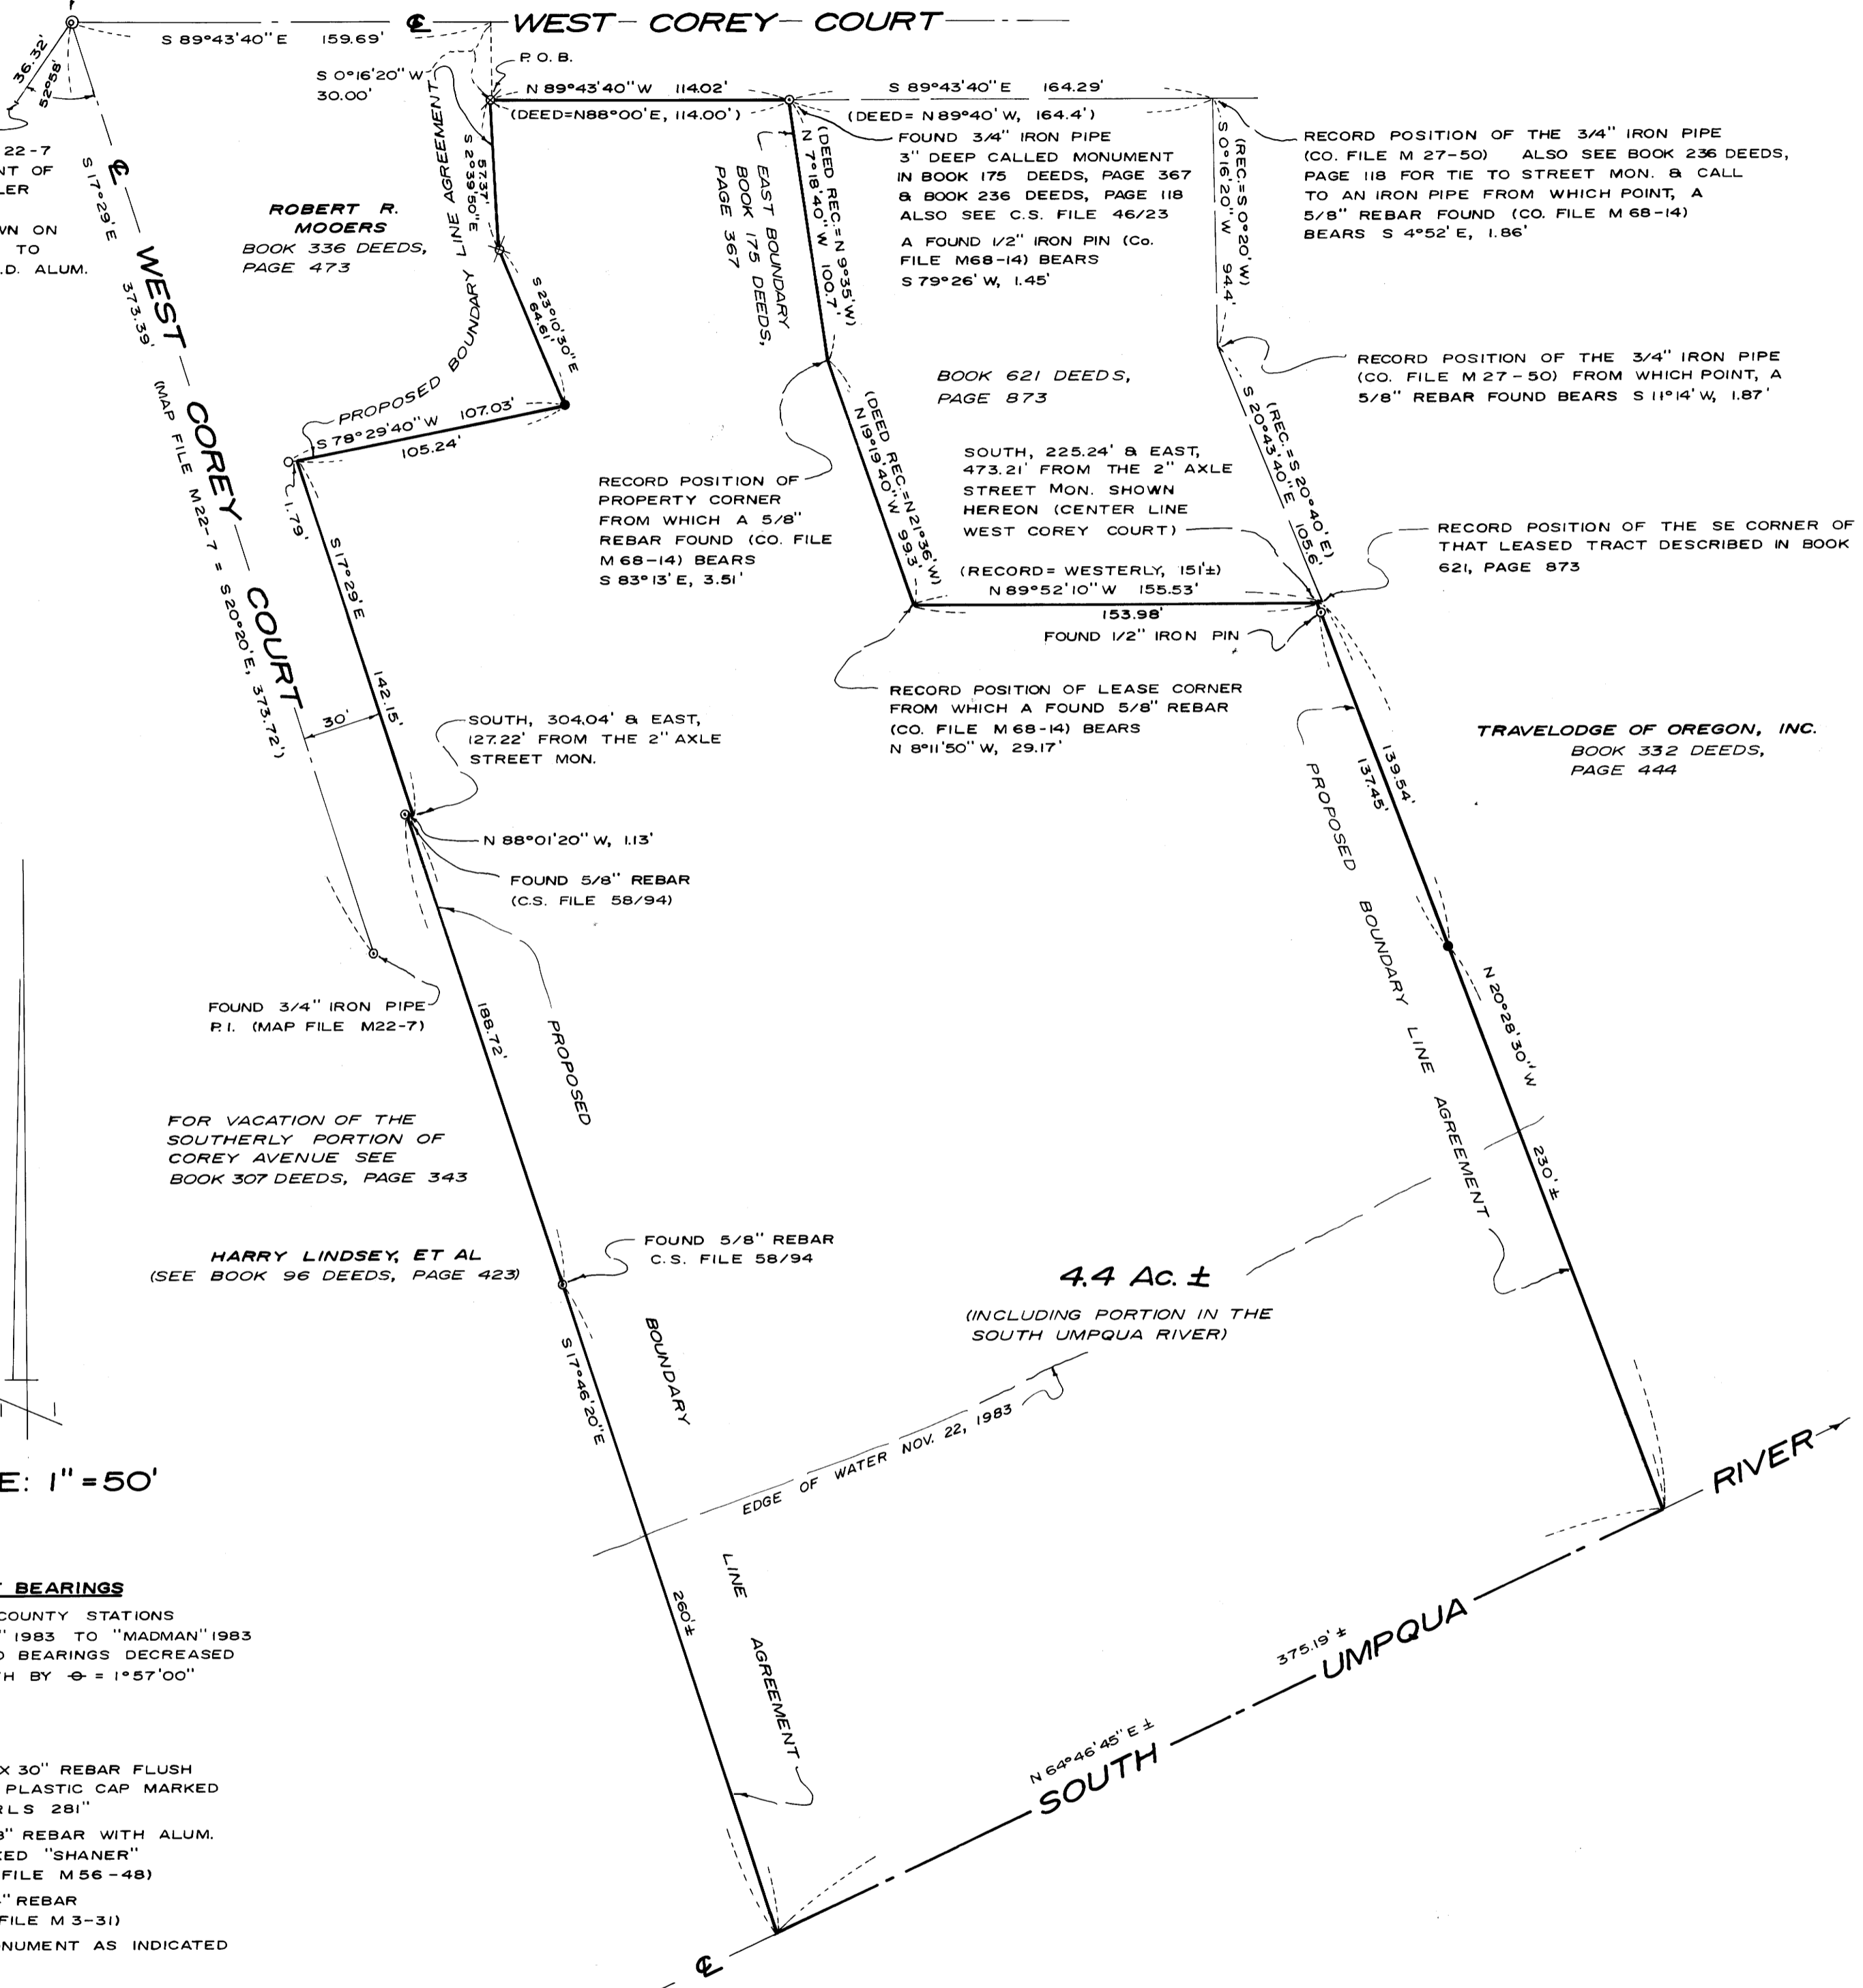 ℄ WEST COREY COURT
S 89°43'40"E 159.69'
36.32'
52°58'
S 0°16'20" W
30.00'
P.O.B.
N 89°43'40"W 114.02'
(DEED=N88°00'E, 114.00')
S 89°43'40"E 164.29'
(DEED= N89°40'W, 164.4')
FOUND 3/4" IRON PIPE
3" DEEP CALLED MONUMENT
IN BOOK 175 DEEDS, PAGE 367
& BOOK 236 DEEDS, PAGE 118
ALSO SEE C.S. FILE 46/23
A FOUND 1/2" IRON PIN (Co.
FILE M68-14) BEARS
S 79°26' W, 1.45'
RECORD POSITION OF THE 3/4" IRON PIPE
(CO. FILE M 27-50) ALSO SEE BOOK 236 DEEDS,
PAGE 118 FOR TIE TO STREET MON. & CALL
TO AN IRON PIPE FROM WHICH POINT, A
5/8" REBAR FOUND (CO. FILE M 68-14)
BEARS S 4°52' E, 1.86'
22-7
T OF
LER
WN ON
TO
.D. ALUM.
℄ WEST COREY COURT
S 17°29'E 373.39'
(MAP FILE M22-7 = S 20°20'E, 373.72')
ROBERT R.
MOOERS
BOOK 336 DEEDS,
PAGE 473
PROPOSED BOUNDARY LINE AGREEMENT
S 2°39'50"E
57.37'
S 23°10'30"E
64.61'
EAST BOUNDARY
BOOK 175 DEEDS,
PAGE 367
(DEED REC.=N 9°35'W)
N 7°18'40"W 100.7'
(REC.=S 0°20'W)
S 0°16'20"W 94.4'
RECORD POSITION OF THE 3/4" IRON PIPE
(CO. FILE M 27-50) FROM WHICH POINT, A
5/8" REBAR FOUND BEARS S 11°14' W, 1.87'
BOOK 621 DEEDS,
PAGE 873
(DEED REC.=N21°36'W)
N19°19'40"W 99.3'
(REC.=S 20°40'E)
S 20°43'40"E 105.6'
S 78°29'40"W 107.03'
105.24'
1.79'
SOUTH, 225.24' & EAST,
473.21' FROM THE 2" AXLE
STREET MON. SHOWN
HEREON (CENTER LINE
WEST COREY COURT)
RECORD POSITION OF
PROPERTY CORNER
FROM WHICH A 5/8"
REBAR FOUND (CO. FILE
M 68-14) BEARS
S 83°13' E, 3.51'
RECORD POSITION OF THE SE CORNER OF
THAT LEASED TRACT DESCRIBED IN BOOK
621, PAGE 873
(RECORD= WESTERLY, 151'±)
N 89°52'10"W 155.53'
153.98'
FOUND 1/2" IRON PIN
S17°29'E
142.15'
30'
RECORD POSITION OF LEASE CORNER
FROM WHICH A FOUND 5/8" REBAR
(CO. FILE M 68-14) BEARS
N 8°11'50" W, 29.17'
SOUTH, 304.04' & EAST,
127.22' FROM THE 2" AXLE
STREET MON.
TRAVELODGE OF OREGON, INC.
BOOK 332 DEEDS,
PAGE 444
139.54'
137.45'
PROPOSED BOUNDARY LINE AGREEMENT
N 88°01'20" W, 1.13'
FOUND 5/8" REBAR
(C.S. FILE 58/94)
FOUND 3/4" IRON PIPE
P.I. (MAP FILE M22-7)
188.72'
PROPOSED BOUNDARY LINE AGREEMENT
N 20°28'30"W
230'±
FOR VACATION OF THE
SOUTHERLY PORTION OF
COREY AVENUE SEE
BOOK 307 DEEDS, PAGE 343
HARRY LINDSEY, ET AL
(SEE BOOK 96 DEEDS, PAGE 423)
FOUND 5/8" REBAR
C.S. FILE 58/94
4.4 Ac. ±
(INCLUDING PORTION IN THE
SOUTH UMPQUA RIVER)
S17°46'20"E
EDGE OF WATER NOV. 22, 1983
260'±
E: 1"=50'
BEARINGS
COUNTY STATIONS
" 1983 TO "MADMAN" 1983
D BEARINGS DECREASED
TH BY ϴ = 1°57'00"
X 30" REBAR FLUSH
PLASTIC CAP MARKED
RLS 281"
8" REBAR WITH ALUM.
KED "SHANER"
FILE M56-48)
" REBAR
FILE M 3-31)
ONUMENT AS INDICATED
375.19' ±
N 64°46'45"E ±
℄ SOUTH UMPQUA RIVER